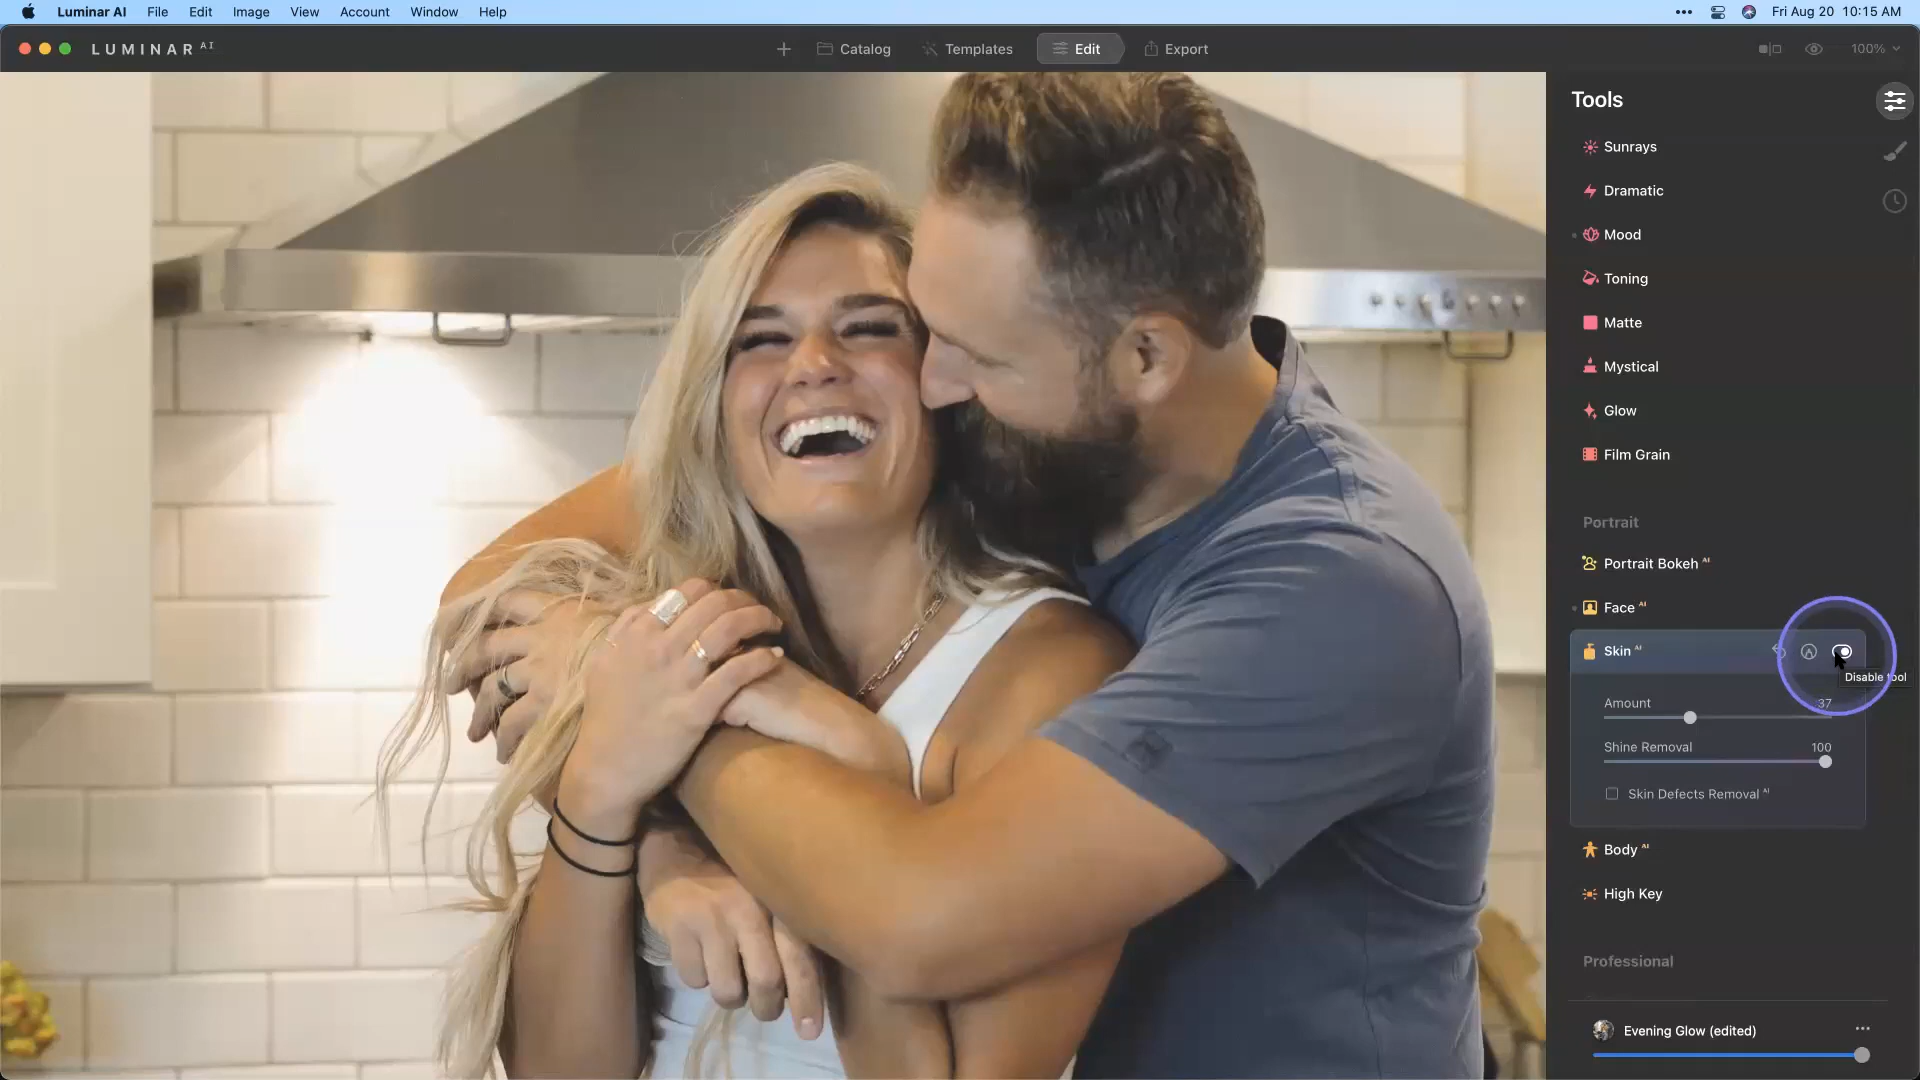 Luminar AI File Edit Image View Account Window Help ••• Fri Aug 20 10:15 AM
LUMINAR AI Catalog Templates Edit Export 100%
Tools
Sunrays
Dramatic
Mood
Toning
Matte
Mystical
Glow
Film Grain
Portrait
Portrait Bokeh AI
Face AI
Skin AI
Disable tool
Amount 37
Shine Removal 100
Skin Defects Removal AI
Body AI
High Key
Professional
Evening Glow (edited)